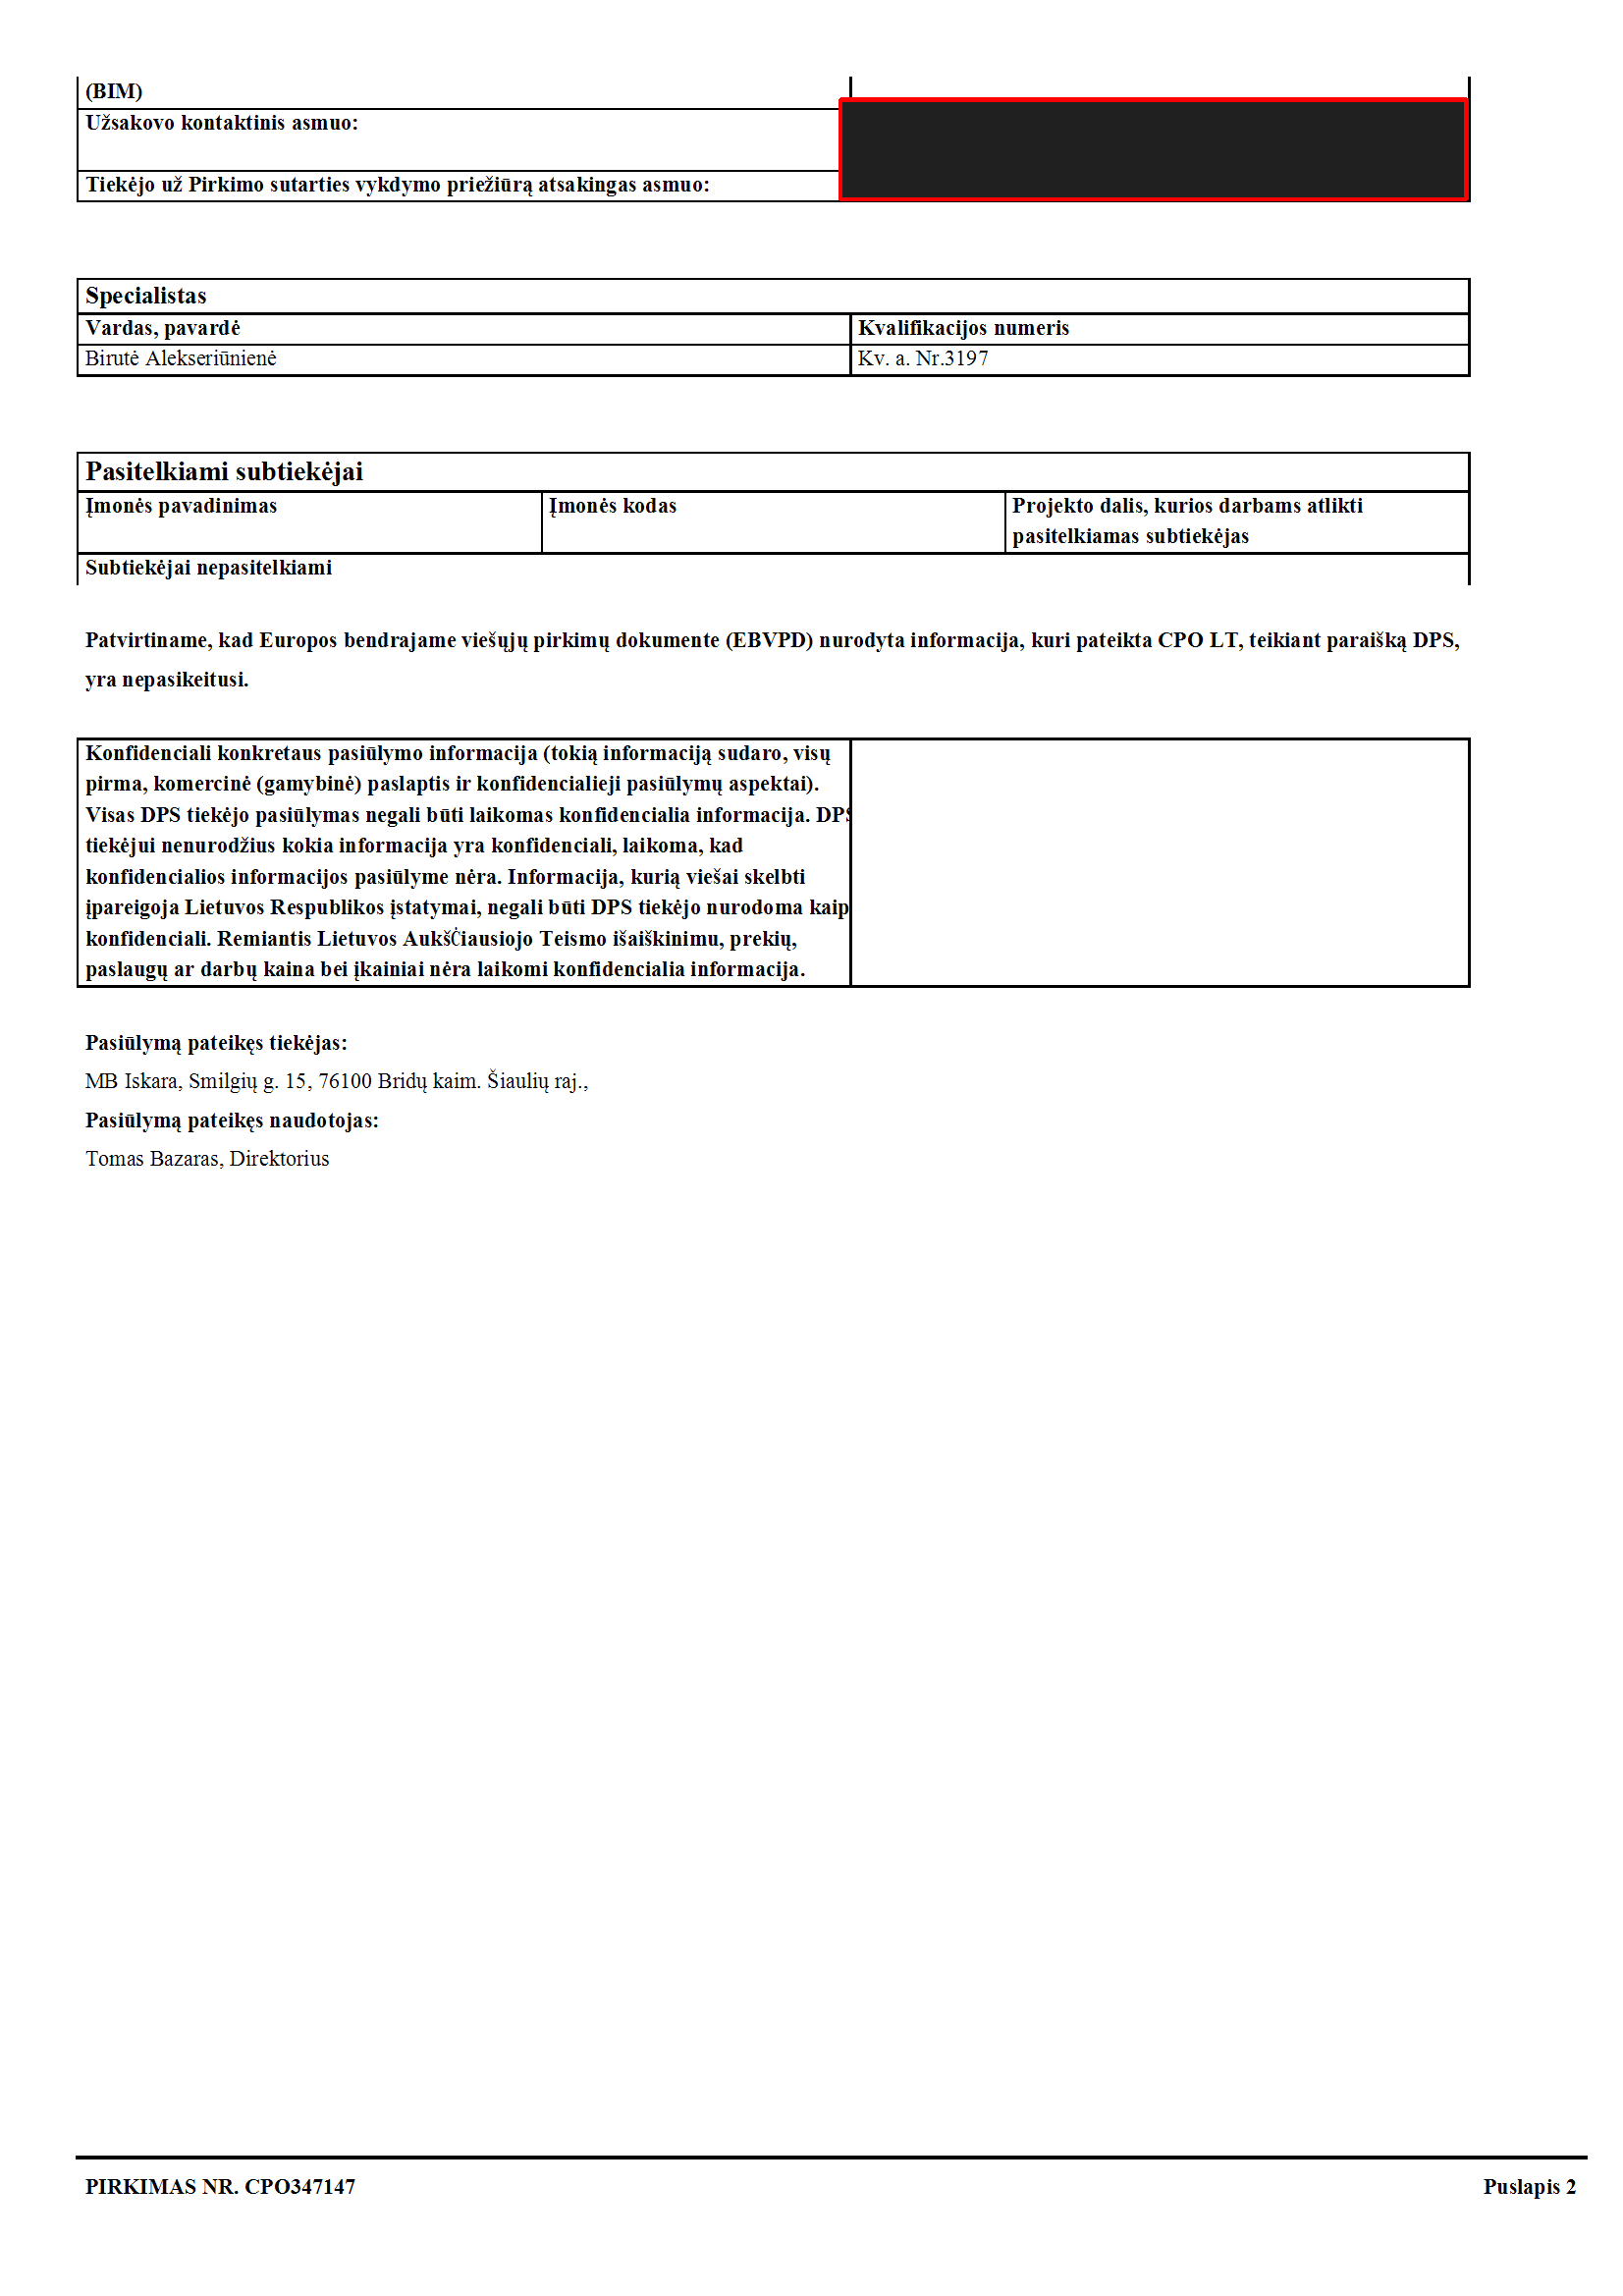 (BIM)
Užsakovo kontaktinis asmuo:
Tiekėjo už Pirkimo sutarties vykdymo priežiūrą atsakingas asmuo:
Specialistas
Vardas, pavardė Kvalifikacijos numeris
Birutė Alekseriūnienė Kv. a. Nr.3197
Pasitelkiami subtiekėjai
Įmonės pavadinimas Įmonės kodas Projekto dalis, kurios darbams atlikti
pasitelkiamas subtiekėjas
Subtiekėjai nepasitelkiami
Patvirtiname, kad Europos bendrajame viešųjų pirkimų dokumente (EBVPD) nurodyta informacija, kuri pateikta CPO LT, teikiant paraišką DPS,
yra nepasikeitusi.
Konfidenciali konkretaus pasiūlymo informacija (tokią informaciją sudaro, visų
pirma, komercinė (gamybinė) paslaptis ir konfidencialieji pasiūlymų aspektai).
Visas DPS tiekėjo pasiūlymas negali būti laikomas konfidencialia informacija. DPS
tiekėjui nenurodžius kokia informacija yra konfidenciali, laikoma, kad
konfidencialios informacijos pasiūlyme nėra. Informacija, kurią viešai skelbti
įpareigoja Lietuvos Respublikos įstatymai, negali būti DPS tiekėjo nurodoma kaip
konfidenciali. Remiantis Lietuvos AukšĊiausiojo Teismo išaiškinimu, prekių,
paslaugų ar darbų kaina bei įkainiai nėra laikomi konfidencialia informacija.
Pasiūlymą pateikęs tiekėjas:
MB Iskara, Smilgių g. 15, 76100 Bridų kaim. Šiaulių raj.,
Pasiūlymą pateikęs naudotojas:
Tomas Bazaras, Direktorius
PIRKIMAS NR. CPO347147 Puslapis 2